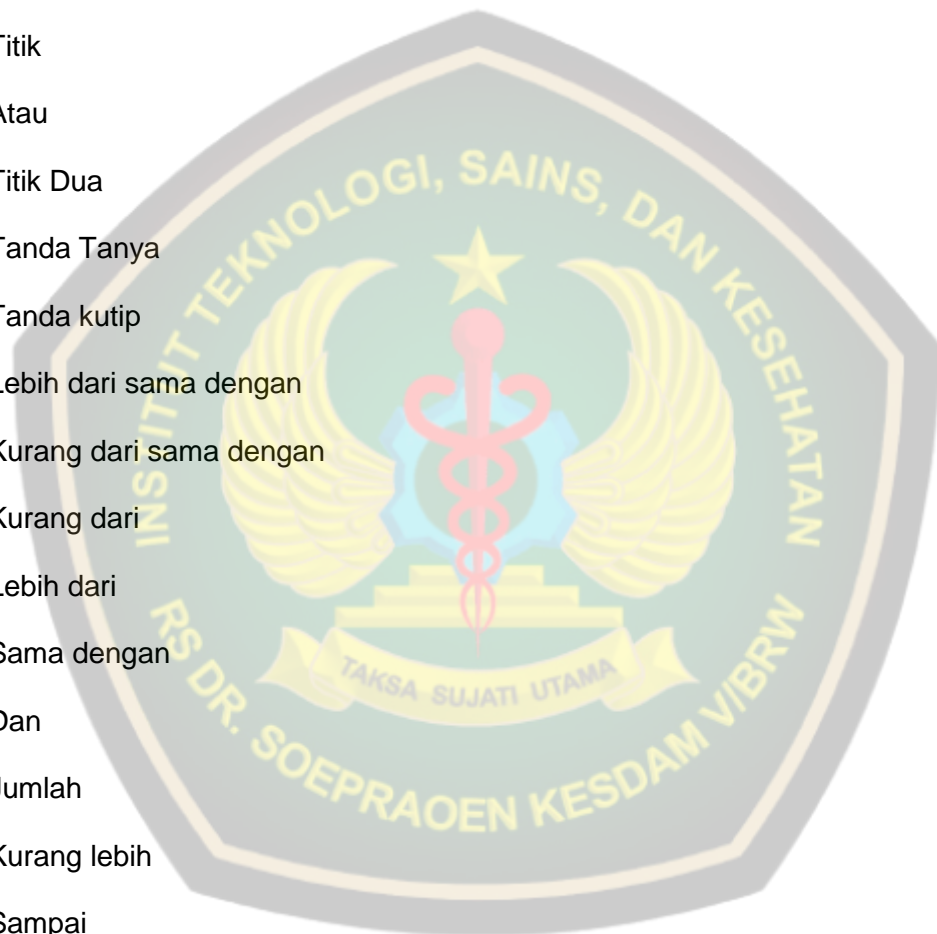 Titik
Atau
Titik Dua
Tanda Tanya
Tanda kutip
Lebih dari sama dengan
Kurang dari sama dengan
Kurang dari
Lebih dari
Sama dengan
Dan
Jumlah
Kurang lebih
Sampai
INSTITUT TEKNOLOGI, SAINS, DAN KESEHATAN
RS DR. SOEPRAOEN KESDAM V/BRW
TAKSA SUJATI UTAMA